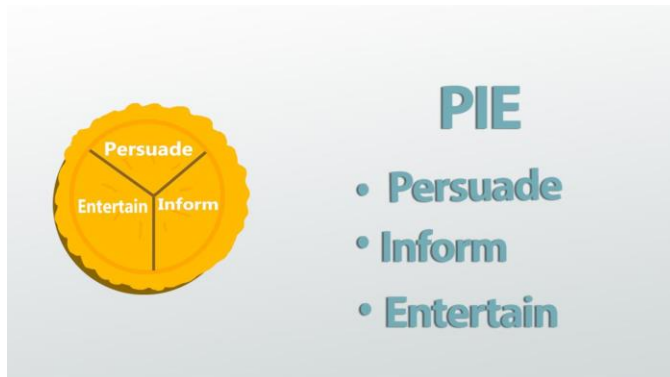 Persuade
Entertain
Inform
PIE
• Persuade
• Inform
• Entertain